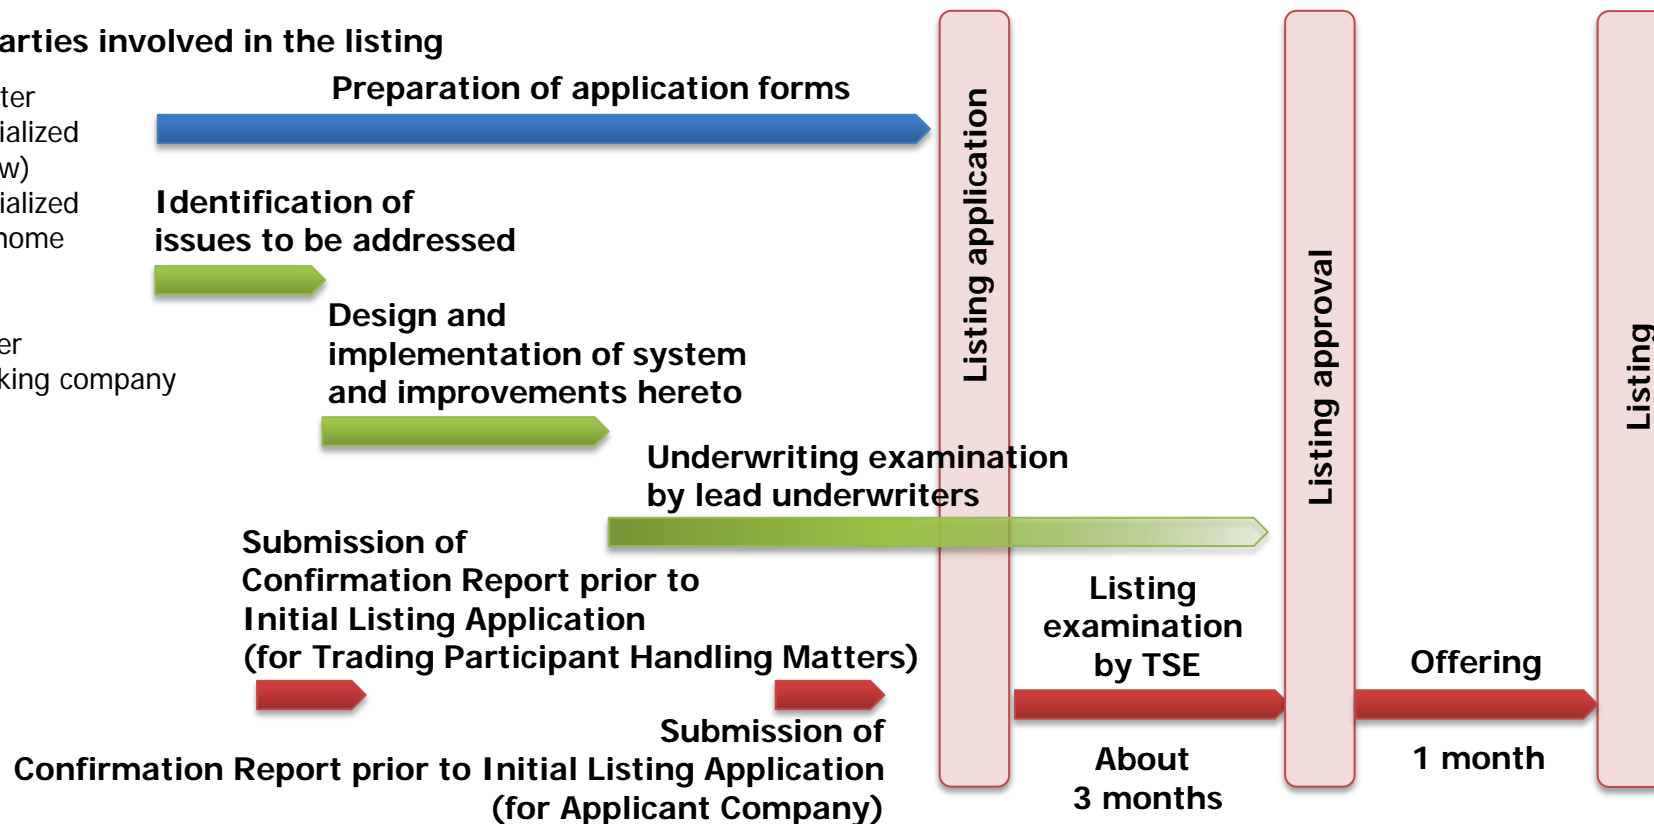 arties involved in the listing
ter
ialized
w)
ialized
home
er
king company
Preparation of application forms
Identification of
issues to be addressed
Design and
implementation of system
and improvements hereto
Underwriting examination
by lead underwriters
Submission of
Confirmation Report prior to
Initial Listing Application
(for Trading Participant Handling Matters)
Submission of
Confirmation Report prior to Initial Listing Application
(for Applicant Company)
Listing application
Listing
examination
by TSE
About
3 months
Listing approval
Offering
1 month
Listing